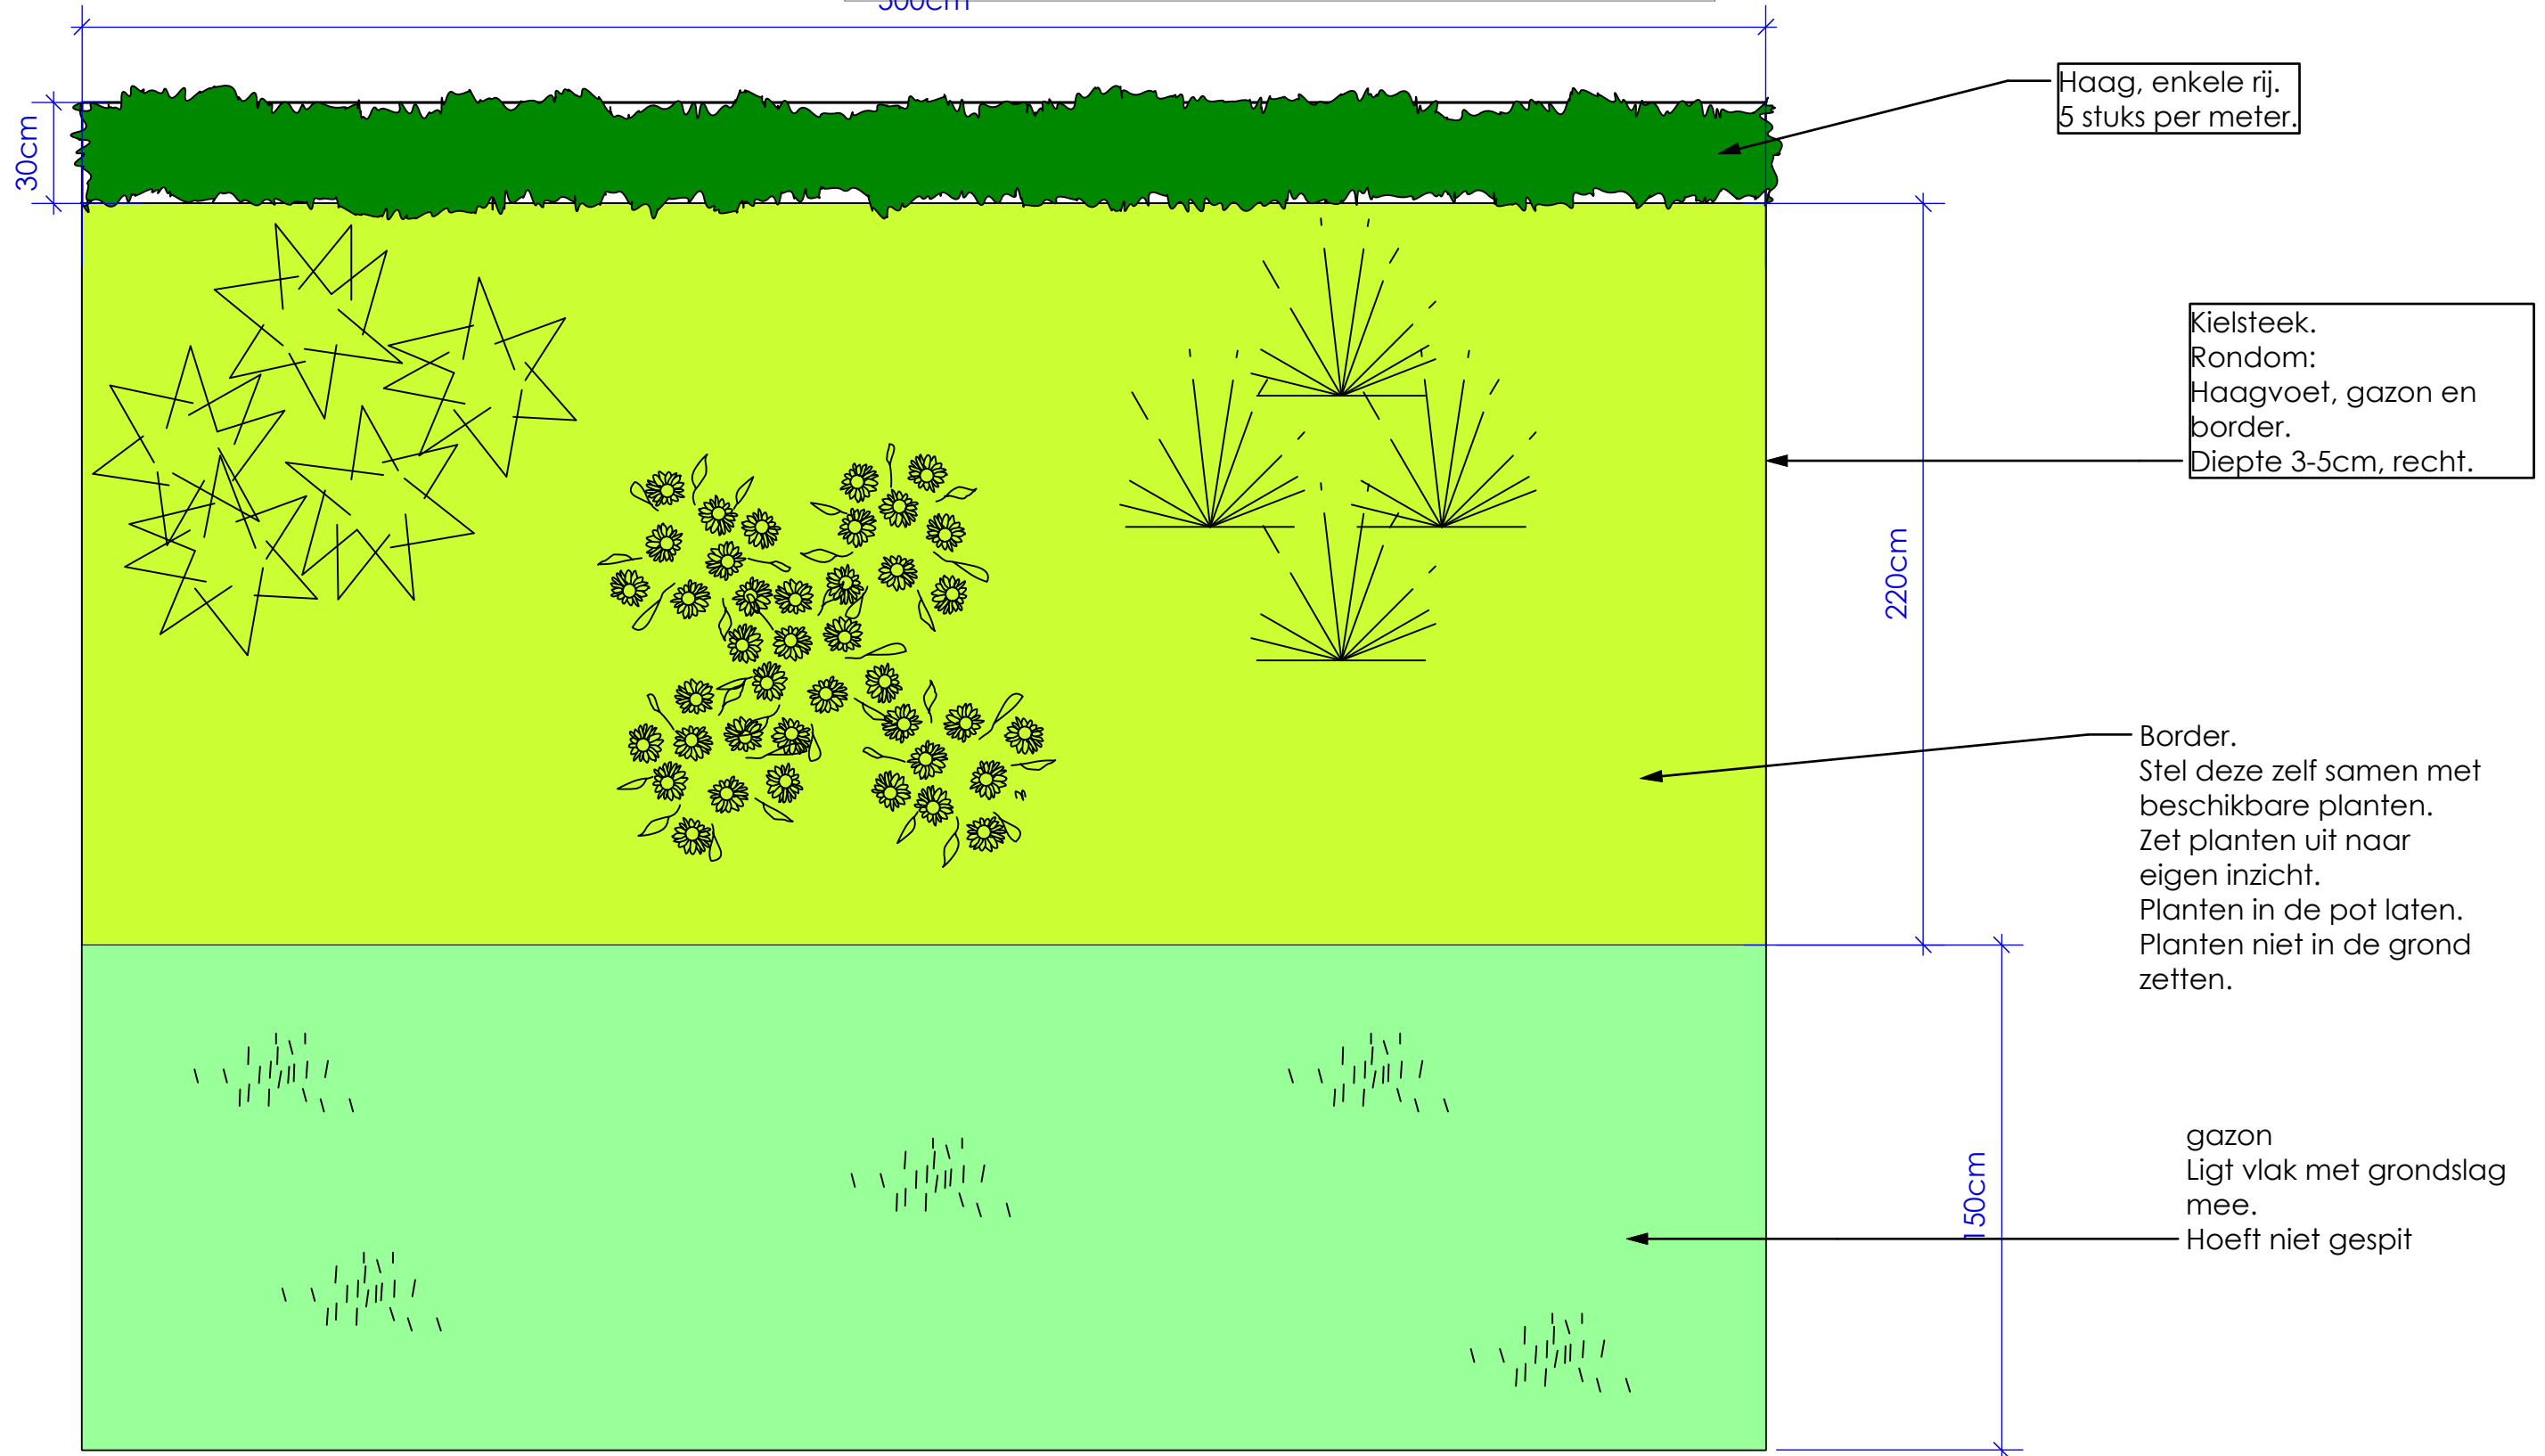 500cm
30cm
Haag, enkele rij.
5 stuks per meter.
Kielsteek.
Rondom:
Haagvoet, gazon en
border.
Diepte 3-5cm, recht.
220cm
Border.
Stel deze zelf samen met
beschikbare planten.
Zet planten uit naar
eigen inzicht.
Planten in de pot laten.
Planten niet in de grond
zetten.
150cm
gazon
Ligt vlak met grondslag
mee.
Hoeft niet gespit